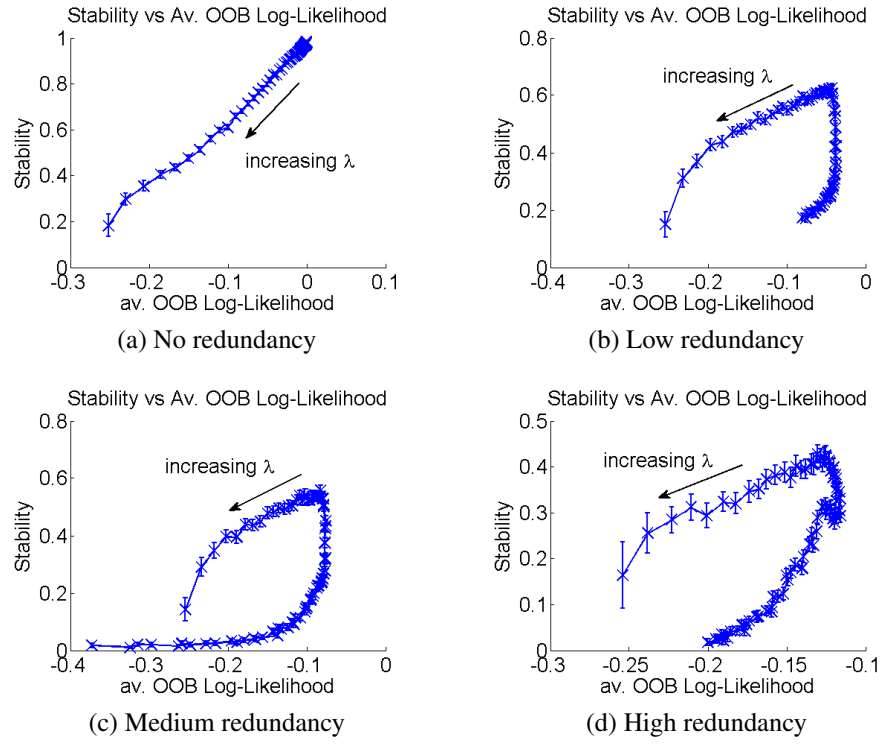 Stability vs Av. OOB Log-Likelihood
1
0.8
0.6
0.4
0.2
0
Stability
increasing λ
-0.3 -0.2 -0.1 0 0.1
av. OOB Log-Likelihood
(a) No redundancy
Stability vs Av. OOB Log-Likelihood
0.8
0.6
0.4
0.2
0
Stability
increasing λ
-0.4 -0.3 -0.2 -0.1 0
av. OOB Log-Likelihood
(b) Low redundancy
Stability vs Av. OOB Log-Likelihood
0.8
0.6
0.4
0.2
0
Stability
increasing λ
-0.4 -0.3 -0.2 -0.1 0
av. OOB Log-Likelihood
(c) Medium redundancy
Stability vs Av. OOB Log-Likelihood
0.5
0.4
0.3
0.2
0.1
0
Stability
increasing λ
-0.3 -0.25 -0.2 -0.15 -0.1
av. OOB Log-Likelihood
(d) High redundancy